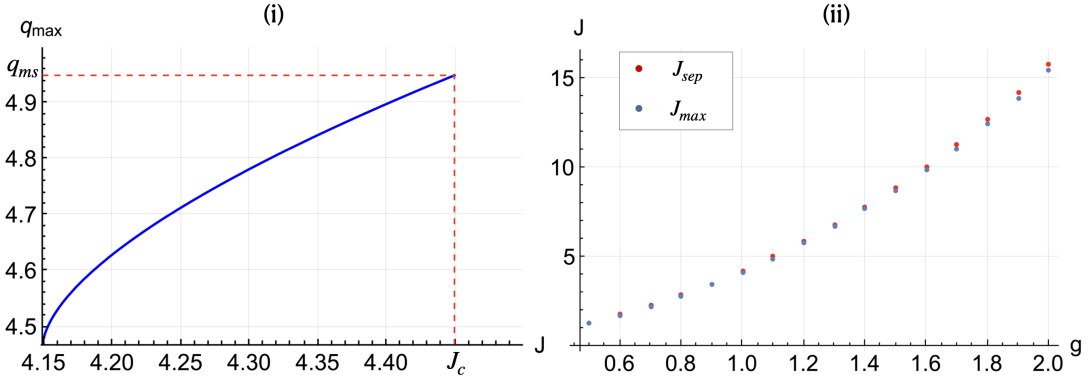 (i)
q_max
q_ms
4.9
4.8
4.7
4.6
4.5
4.15 4.20 4.25 4.30 4.35 4.40 J_c
J
(ii)
J
J_sep
J_max
15
10
5
0.6 0.8 1.0 1.2 1.4 1.6 1.8 2.0
g